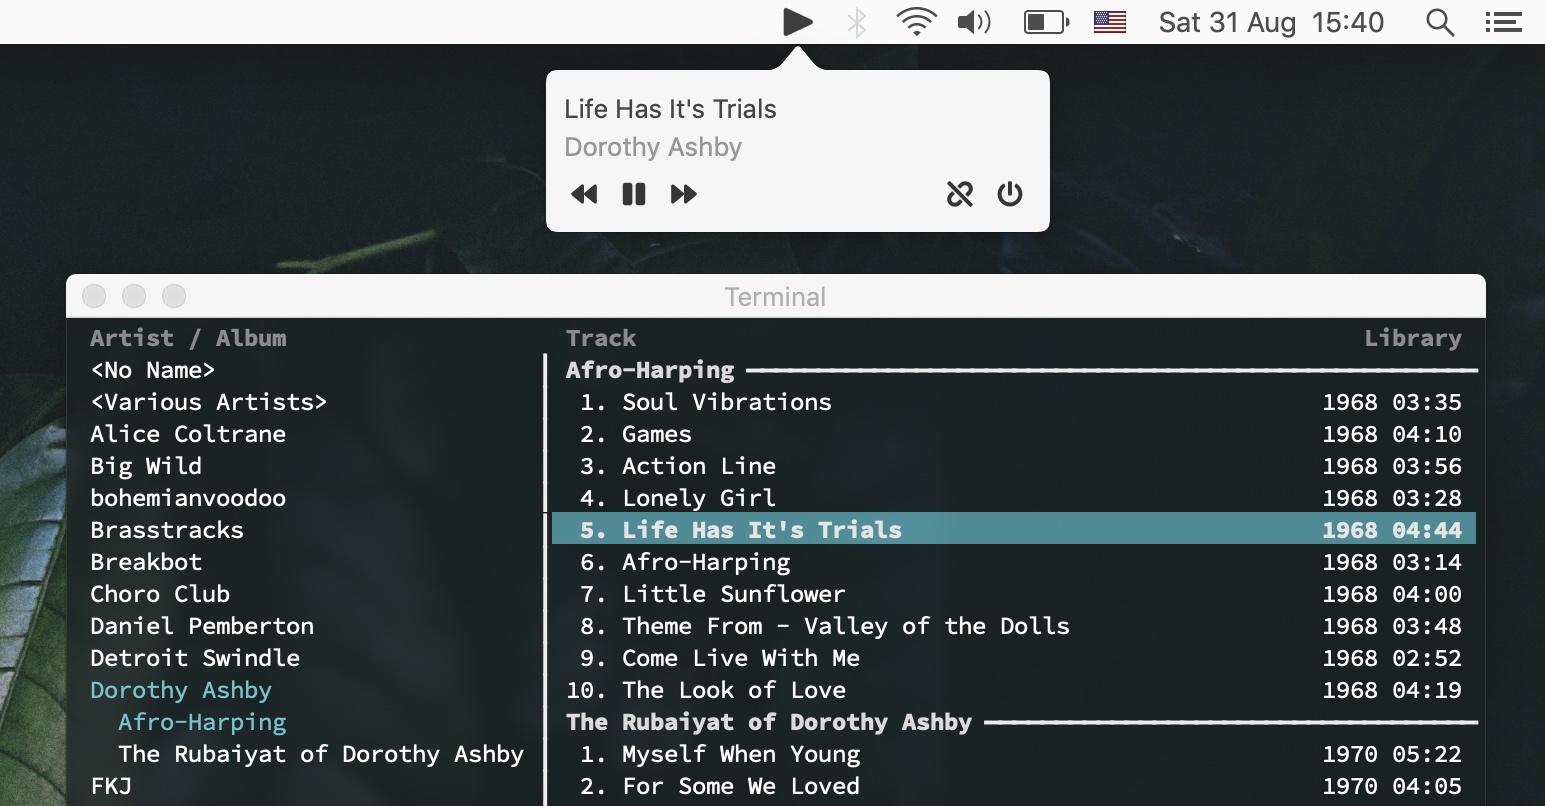 Sat 31 Aug 15:40
Life Has It's Trials
Dorothy Ashby
Terminal
Artist / Album
<No Name>
<Various Artists>
Alice Coltrane
Big Wild
bohemianvoodoo
Brasstracks
Breakbot
Choro Club
Daniel Pemberton
Detroit Swindle
Dorothy Ashby
Afro-Harping
The Rubaiyat of Dorothy Ashby
FKJ
Track Library
Afro-Harping
1. Soul Vibrations 1968 03:35
2. Games 1968 04:10
3. Action Line 1968 03:56
4. Lonely Girl 1968 03:28
5. Life Has It's Trials 1968 04:44
6. Afro-Harping 1968 03:14
7. Little Sunflower 1968 04:00
8. Theme From - Valley of the Dolls 1968 03:48
9. Come Live With Me 1968 02:52
10. The Look of Love 1968 04:19
The Rubaiyat of Dorothy Ashby
1. Myself When Young 1970 05:22
2. For Some We Loved 1970 04:05